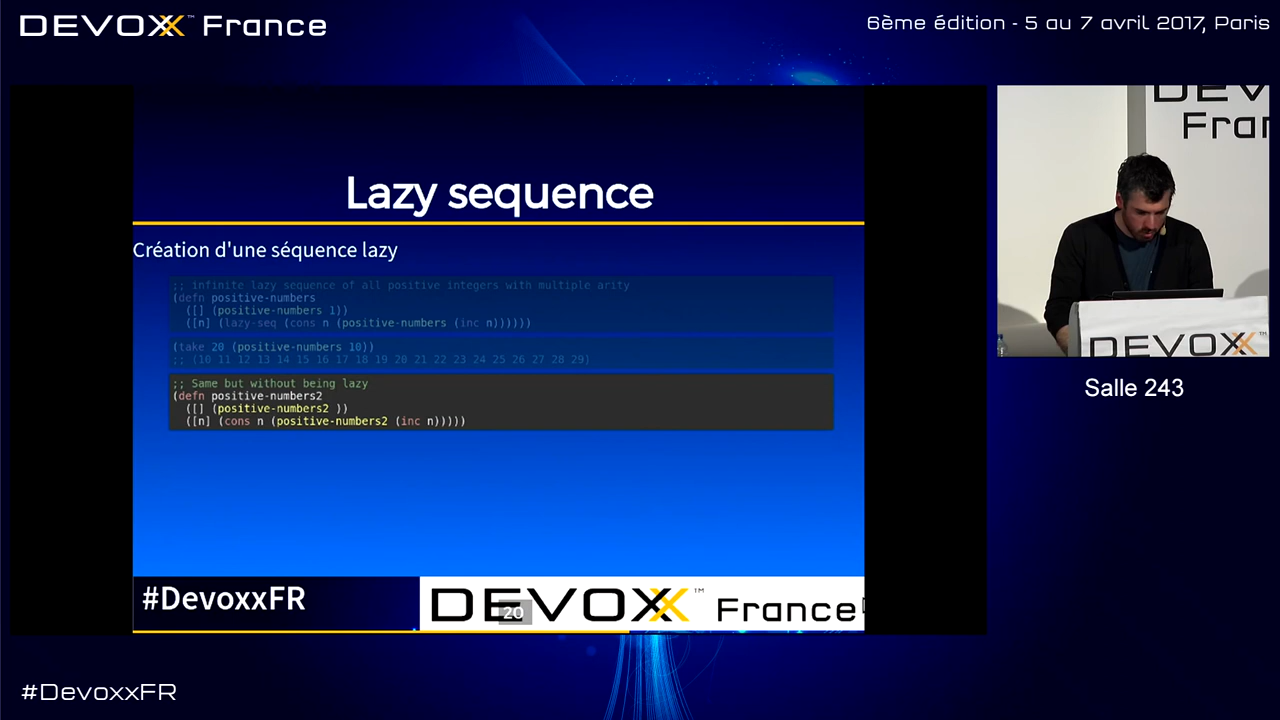 DEVOXX™ France
6ème édition - 5 au 7 avril 2017, Paris
DEV
Fran
Lazy sequence
Création d'une séquence lazy
;; infinite lazy sequence of all positive integers with multiple arity
(defn positive-numbers
([] (positive-numbers 1))
([n] (lazy-seq (cons n (positive-numbers (inc n))))))
(take 20 (positive-numbers 10))
;; (10 11 12 13 14 15 16 17 18 19 20 21 22 23 24 25 26 27 28 29)
;; Same but without being lazy
(defn positive-numbers2
([] (positive-numbers2 ))
([n] (cons n (positive-numbers2 (inc n)))))
DEVOXX™
Salle 243
#DevoxxFR
DEVOXX™ France
20
#DevoxxFR